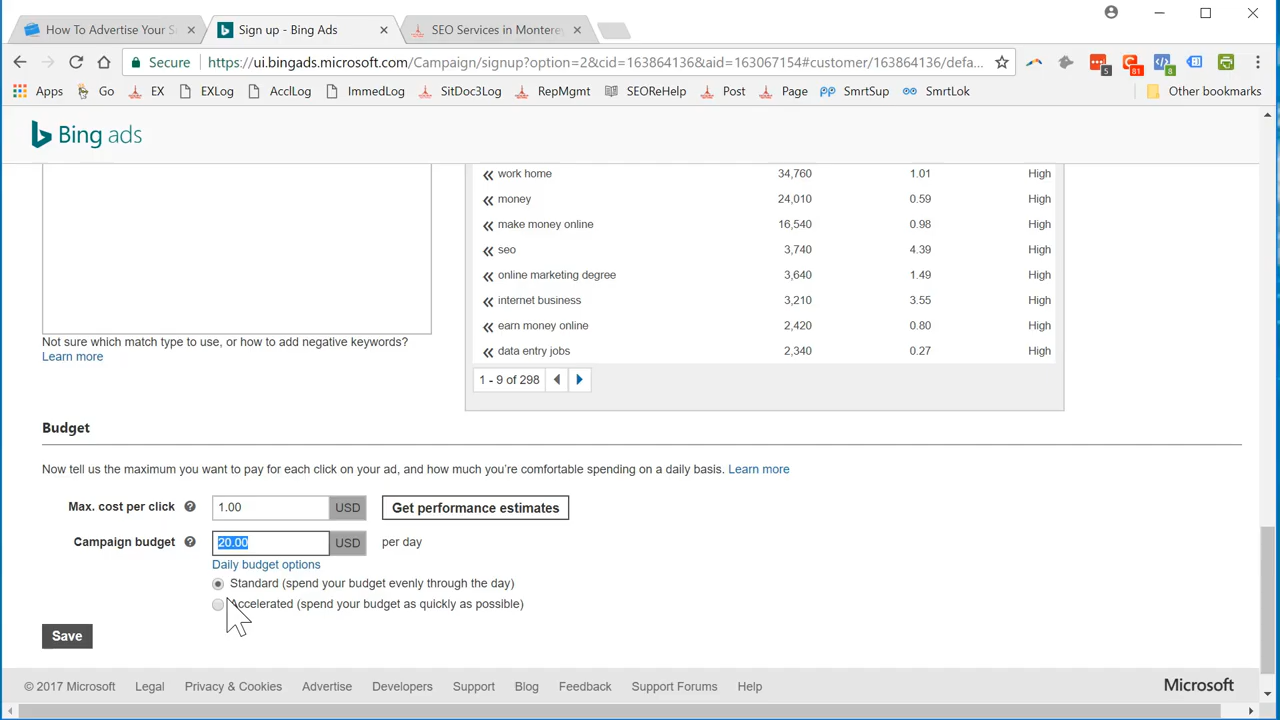 How To Advertise Your S
Sign up - Bing Ads
SEO Services in Montere
Secure
https://ui.bingads.microsoft.com/Campaign/signup?option=2&cid=163864136&aid=163067154#customer/163864136/defa...
5
81
8
Apps
Go
EX
EXLog
AcclLog
SitDoc3Log
ImmedLog
RepMgmt
SEOReHelp
Post
Page
SmrtSup
SmrtLok
Other bookmarks
Bing ads
work home 34,760 1.01 High
money 24,010 0.59 High
make money online 16,540 0.98 High
seo 3,740 4.39 High
online marketing degree 3,640 1.49 High
internet business 3,210 3.55 High
earn money online 2,420 0.80 High
data entry jobs 2,340 0.27 High
Not sure which match type to use, or how to add negative keywords?
Learn more
1 - 9 of 298
Budget
Now tell us the maximum you want to pay for each click on your ad, and how much you're comfortable spending on a daily basis. Learn more
Max. cost per click ? 1.00 USD Get performance estimates
Campaign budget ? 20.00 USD per day
Daily budget options
Standard (spend your budget evenly through the day)
Accelerated (spend your budget as quickly as possible)
Save
© 2017 Microsoft Legal Privacy & Cookies Advertise Developers Support Blog Feedback Support Forums Help Microsoft